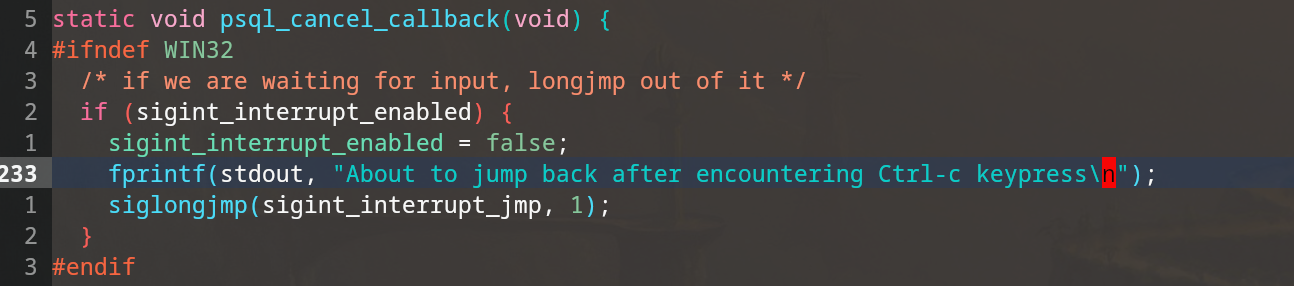 5 static void psql_cancel_callback(void) {
4 #ifndef WIN32
3   /* if we are waiting for input, longjmp out of it */
2   if (sigint_interrupt_enabled) {
1     sigint_interrupt_enabled = false;
233     fprintf(stdout, "About to jump back after encountering Ctrl-c keypress\n");
1     siglongjmp(sigint_interrupt_jmp, 1);
2   }
3 #endif